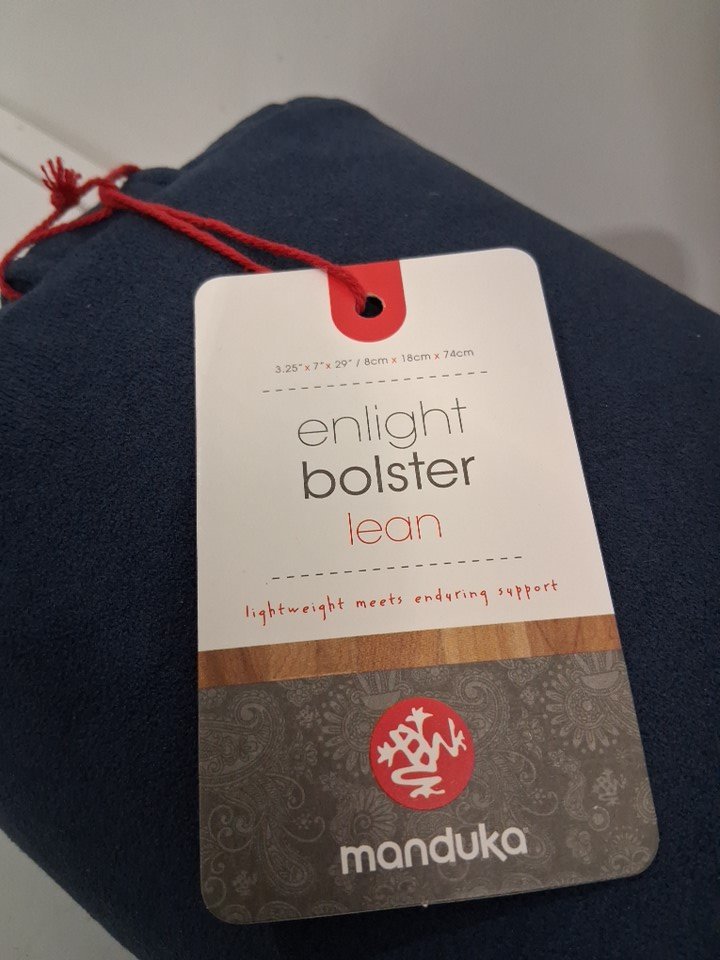 3.25" x 7" x 29" / 8cm x 18cm x 74cm
enlight
bolster
lean
lightweight meets enduring support
manduka